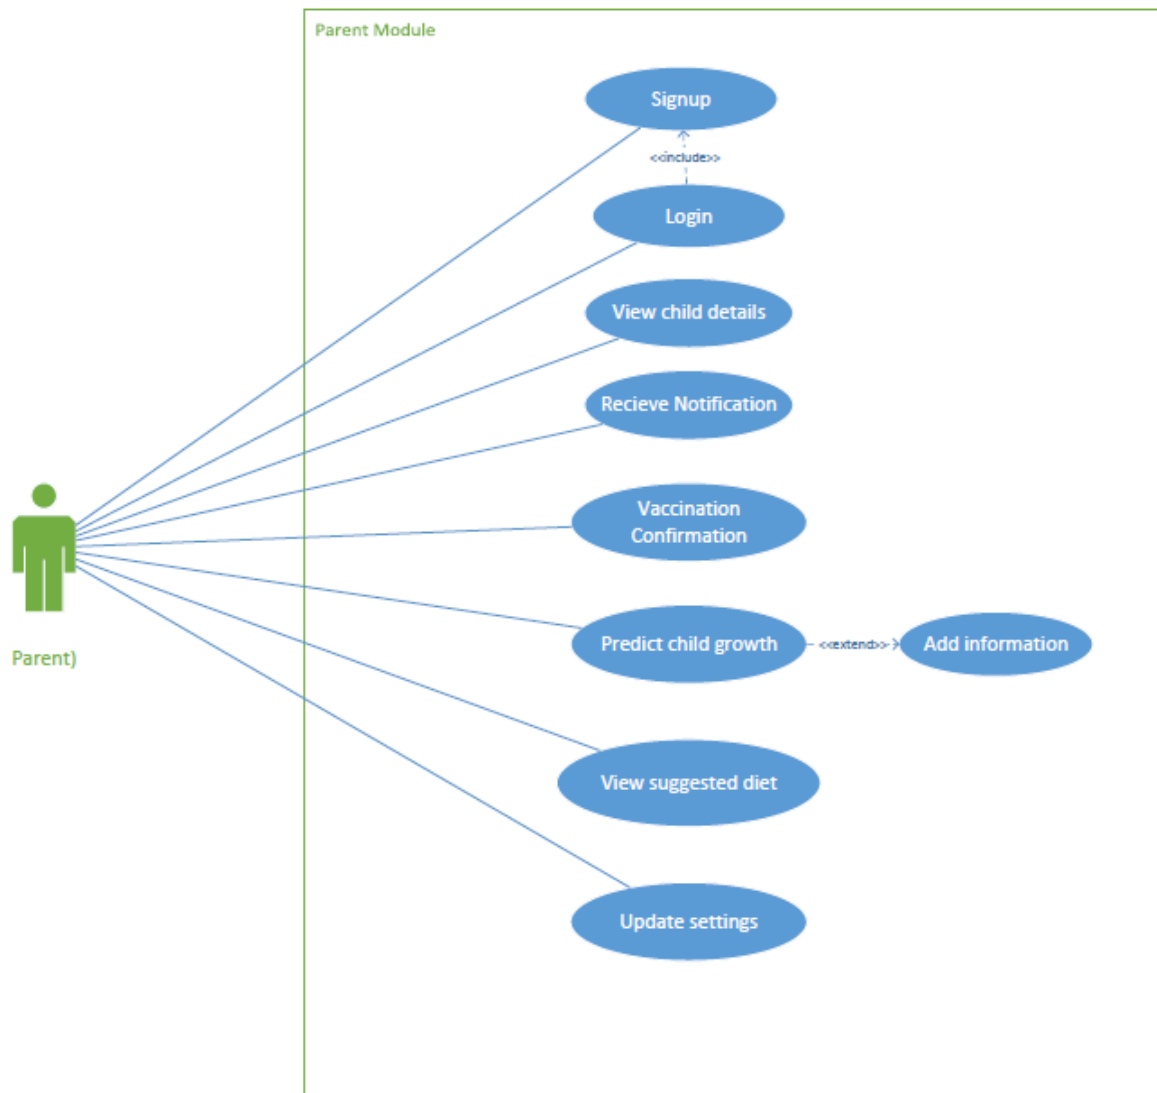 Parent Module
Signup
<<include>>
Login
View child details
Recieve Notification
Vaccination
Confirmation
Predict child growth
<<extend>>
Add information
Parent)
View suggested diet
Update settings